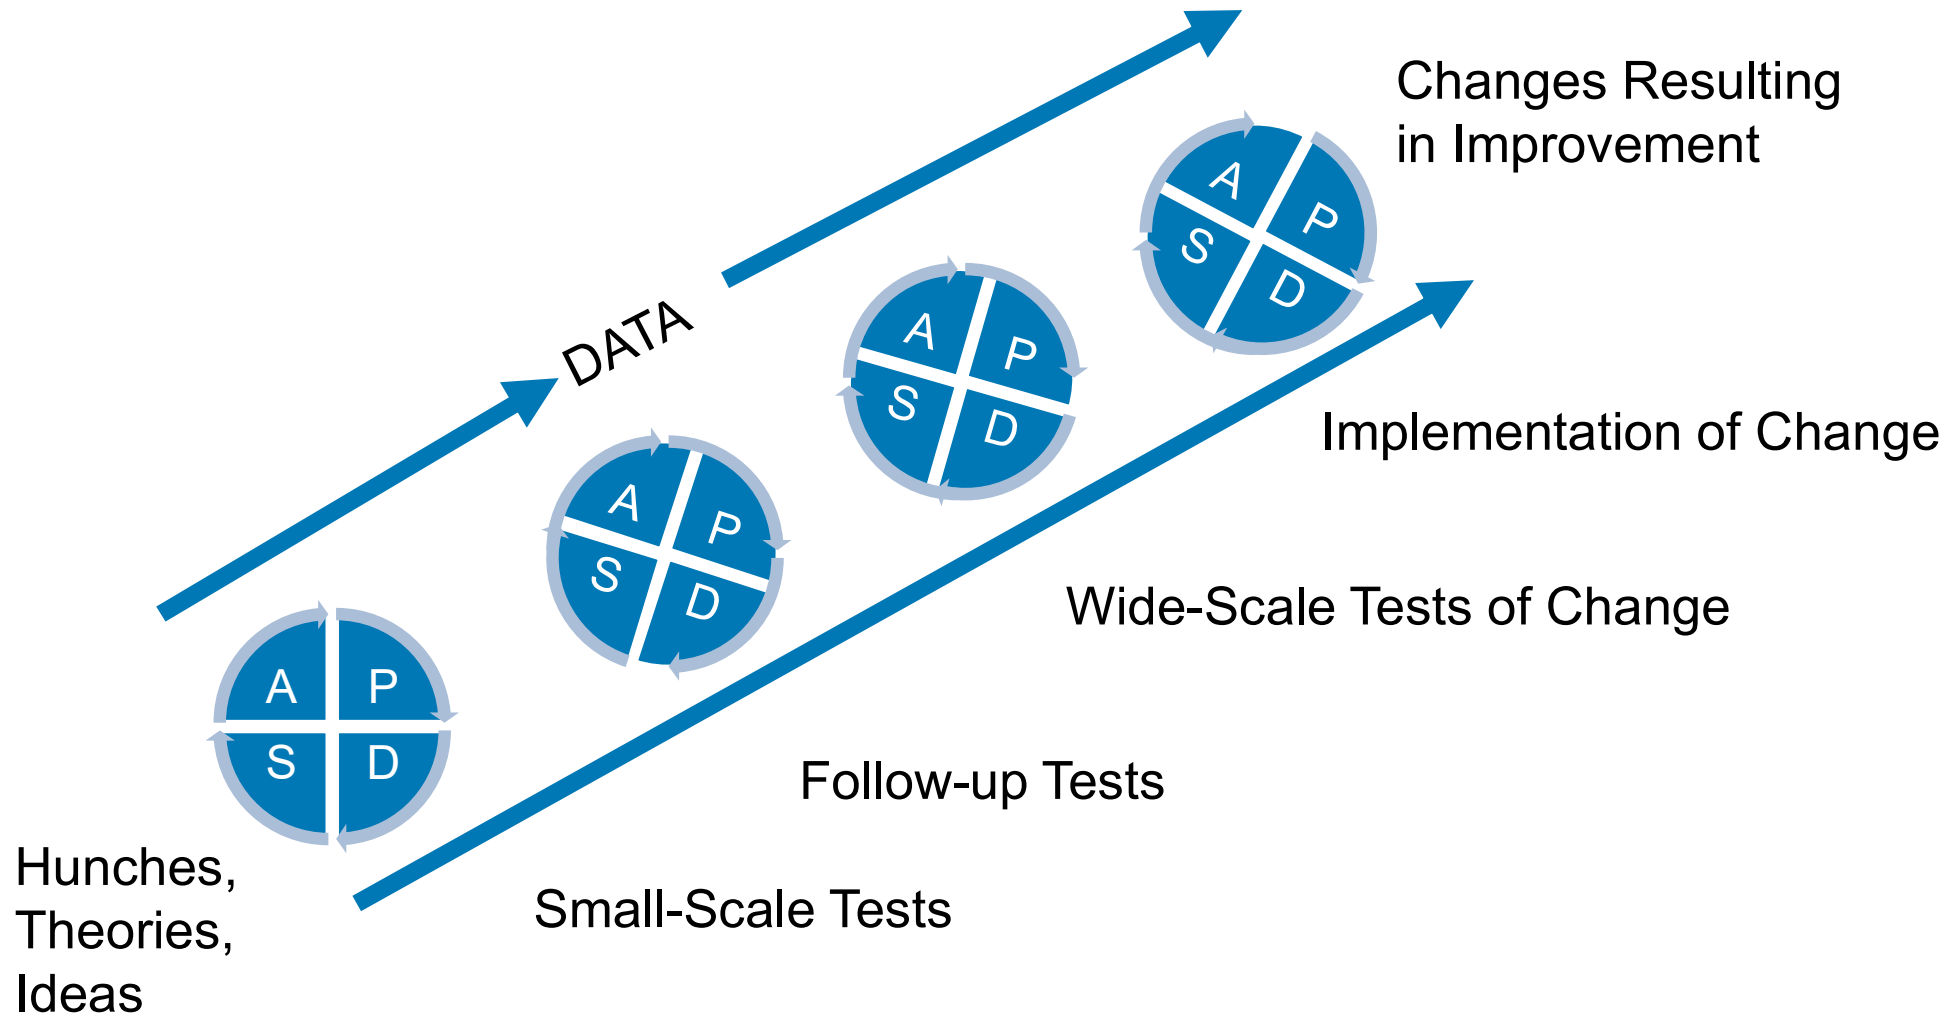 Changes Resulting
in Improvement
A P
S D
DATA
A P
S D
Implementation of Change
A P
S D
Wide-Scale Tests of Change
A P
S D
Follow-up Tests
Hunches,
Theories,
Ideas
Small-Scale Tests